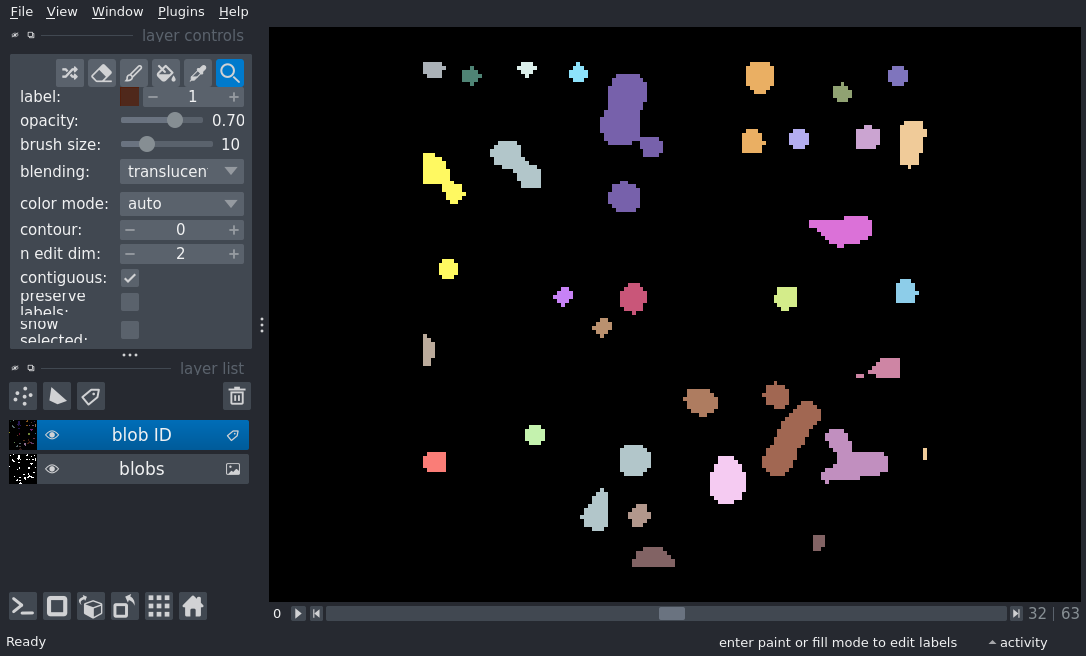 File View Window Plugins Help
layer controls
label: 1
opacity: 0.70
brush size: 10
blending: translucen
color mode: auto
contour: 0
n edit dim: 2
contiguous:
preserve
labels:
show
selected:
layer list
blob ID
blobs
0 32 63
Ready enter paint or fill mode to edit labels activity